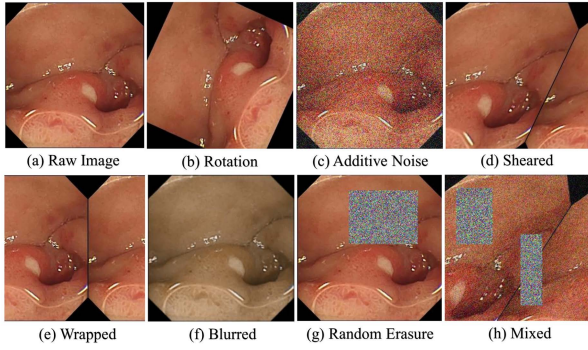 (a) Raw Image (b) Rotation (c) Additive Noise (d) Sheared
(e) Wrapped (f) Blurred (g) Random Erasure (h) Mixed